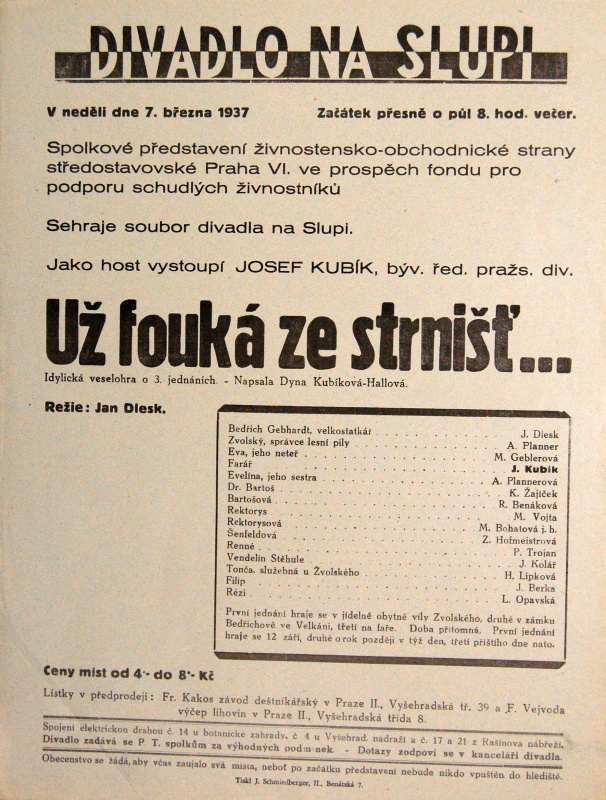 DIVADLO NA SLUPI
V neděli dne 7. března 1937 Začátek přesně o půl 8. hod. večer.
Spolkové představení živnostensko-obchodnické strany
středostavovské Praha VI. ve prospěch fondu pro
podporu schudlých živnostníků
Sehraje soubor divadla na Slupi.
Jako host vystoupí JOSEF KUBÍK, býv. řed. pražs. div.
Už fouká ze strnišť...
Idylická veselohra o 3. jednáních. - Napsala Dyna Kubíková-Hallová.
Režie: Jan Dlesk.
Bedřich Gebhardt, velkostatkář J. Dlesk
Zvolský, správce lesní pily A. Planner
Eva, jeho neteř M. Geblerová
Farář J. Kubík
Evelína, jeho sestra A. Plannerová
Dr. Bartoš K. Žajíček
Bartošová R. Benáková
Rektorys M. Vojta
Rektorysová M. Bohatová j. h.
Šenfeldová Z. Hofmeistrová
Renné P. Trojan
Vendelín Stěhule J. Kolář
Tonča, služebná u Zvolského H. Lipková
Filip J. Berka
Rézi L. Opavská
První jednání hraje se v jídelně obytné vily Zvolského, druhé v zámku
Bedřichově ve Velkání, třetí na faře. Doba přítomná. První jednání
hraje se 12 září, druhé o rok později v týž den, třetí příštího dne nato.
Ceny míst od 4·- do 8·- Kč
Lístky v předprodeji: Fr. Kakos závod deštníkářský v Praze II., Vyšehradská tř. 39 a F. Vejvoda
výčep lihovin v Praze II., Vyšehradská třída 8.
Spojení elektrickou drahou č. 14 u botanické zahrady, č. 4 u Vyšehrad. nadraží a č. 17 a 21 z Rašínova nábřeží.
Divadlo zadává se P. T. spolkům za výhodných podmínek. - Dotazy zodpoví se v kanceláři divadla.
Obecenstvo se žádá, aby včas zaujalo svá místa, neboť po začátku představení nebude nikdo vpuštěn do hlediště.
Tiskl J. Schmidlberger, II., Benátská 7.